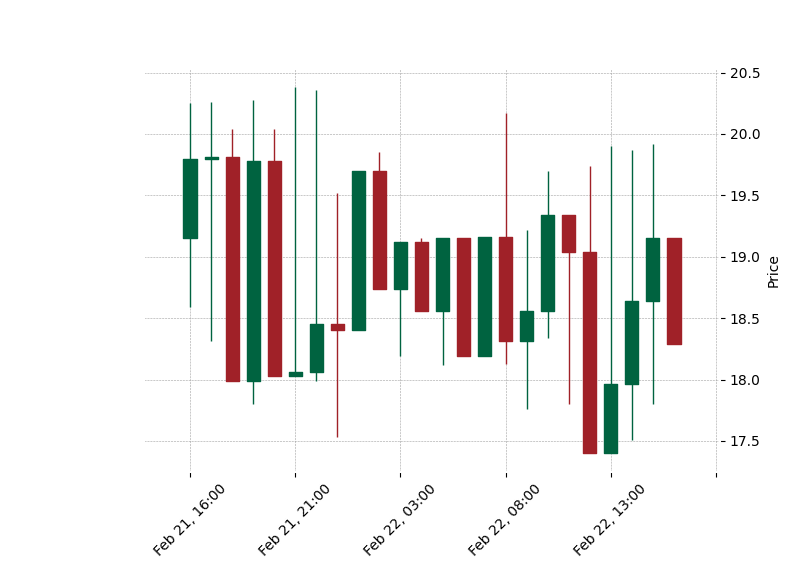 20.5
20.0
19.5
19.0
18.5
18.0
17.5
Price
Feb 21, 16:00
Feb 21, 21:00
Feb 22, 03:00
Feb 22, 08:00
Feb 22, 13:00